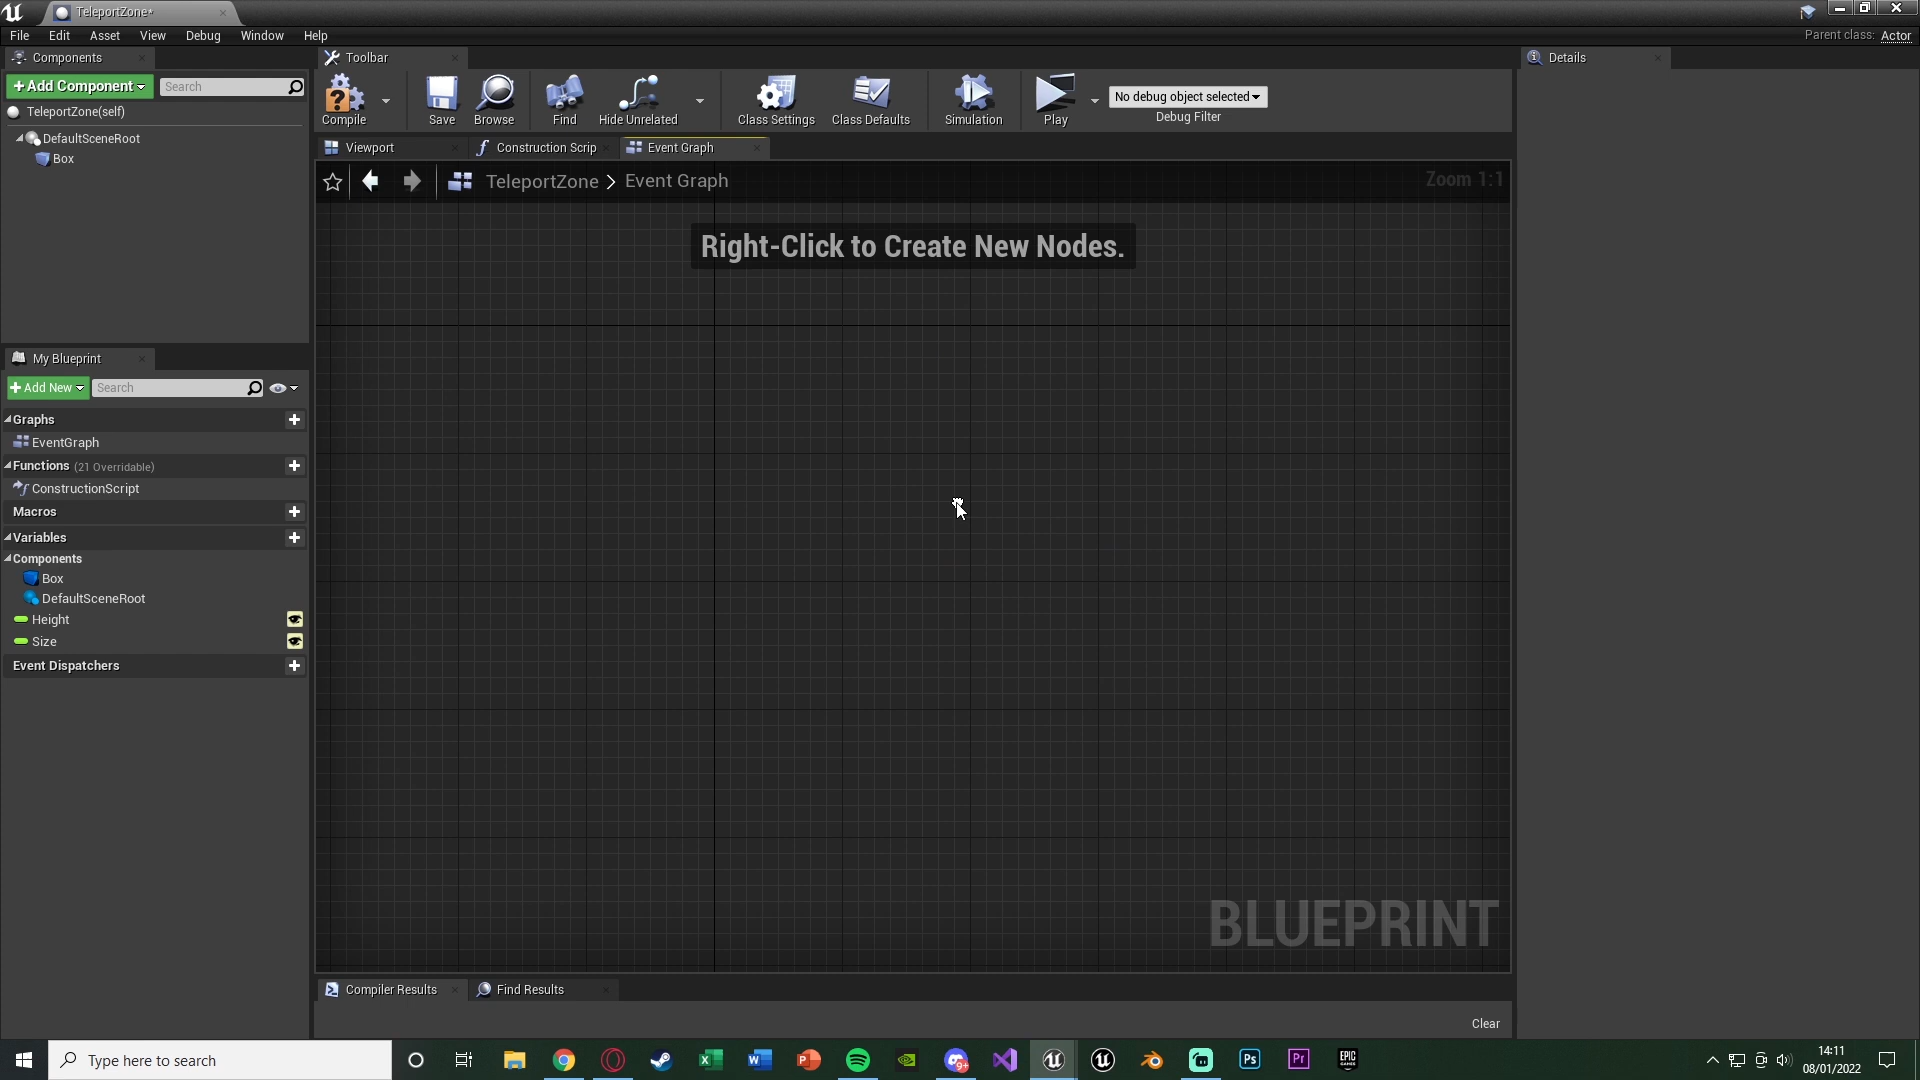 TeleportZone*
File Edit Asset View Debug Window Help
Parent class: Actor
Components
Toolbar
Details
+ Add Component
Search
TeleportZone(self)
DefaultSceneRoot
Box
Compile
Save
Browse
Find
Hide Unrelated
Class Settings
Class Defaults
Simulation
Play
No debug object selected
Debug Filter
Viewport
Construction Scrip
Event Graph
TeleportZone > Event Graph
Zoom 1:1
Right-Click to Create New Nodes.
My Blueprint
+ Add New
Search
Graphs
EventGraph
Functions (21 Overridable)
ConstructionScript
Macros
Variables
Components
Box
DefaultSceneRoot
Height
Size
Event Dispatchers
BLUEPRINT
Compiler Results
Find Results
Clear
Type here to search
14:11
08/01/2022